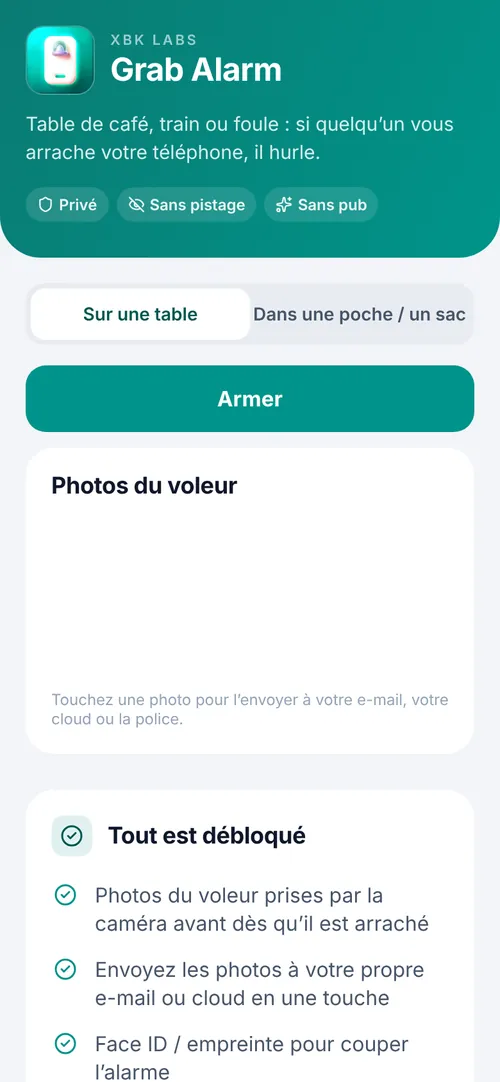 XBK LABS
Grab Alarm
Table de café, train ou foule : si quelqu’un vous
arrache votre téléphone, il hurle.
Privé
Sans pistage
Sans pub
Sur une table
Dans une poche / un sac
Armer
Photos du voleur
Touchez une photo pour l’envoyer à votre e-mail, votre
cloud ou la police.
Tout est débloqué
Photos du voleur prises par la
caméra avant dès qu’il est arraché
Envoyez les photos à votre propre
e-mail ou cloud en une touche
Face ID / empreinte pour couper
l’alarme